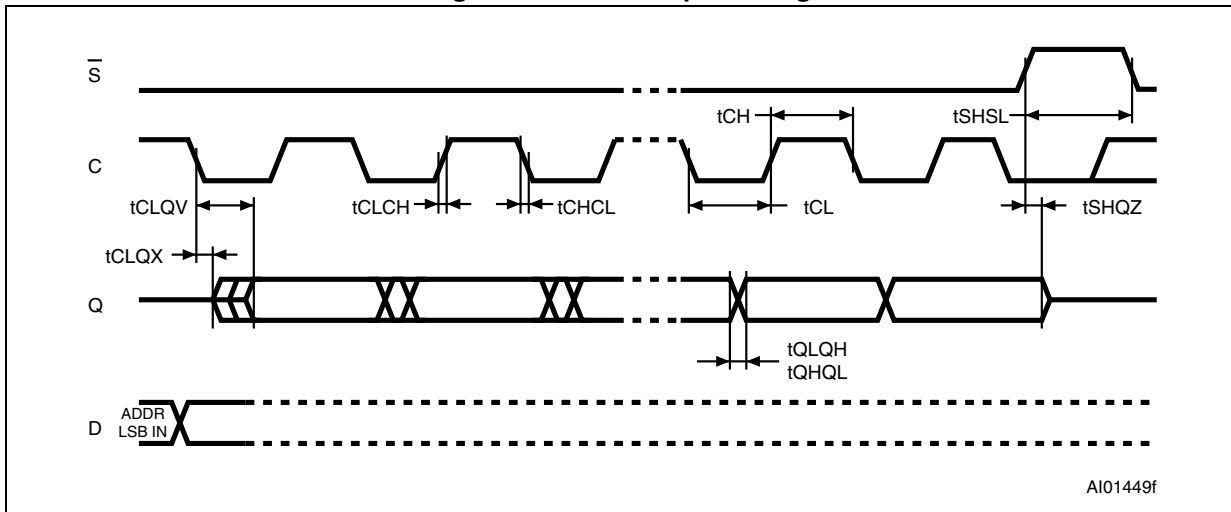 S
tCH
tSHSL
C
tCLQV
tCLCH
tCHCL
tCL
tSHQZ
tCLQX
Q
tQLQH
tQHQL
ADDR
D
LSB IN
AI01449f